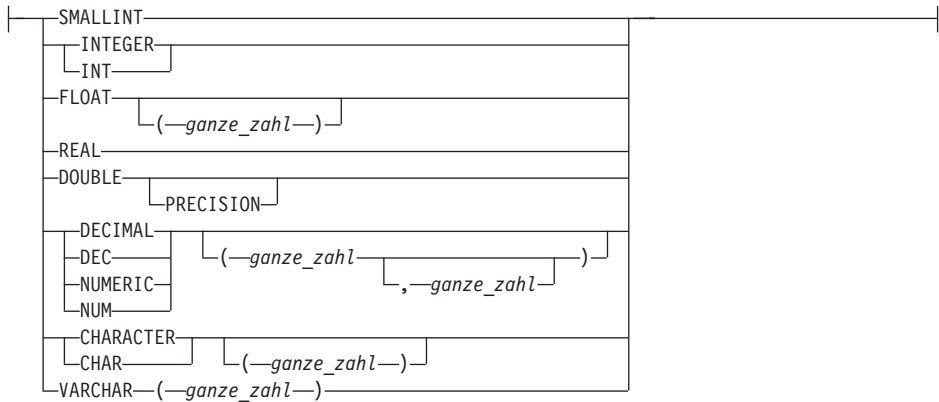 SMALLINT
INTEGER
INT
FLOAT
(ganze_zahl)
REAL
DOUBLE
PRECISION
DECIMAL
DEC (ganze_zahl )
NUMERIC ,ganze_zahl
NUM
CHARACTER
CHAR (ganze_zahl)
VARCHAR (ganze_zahl)